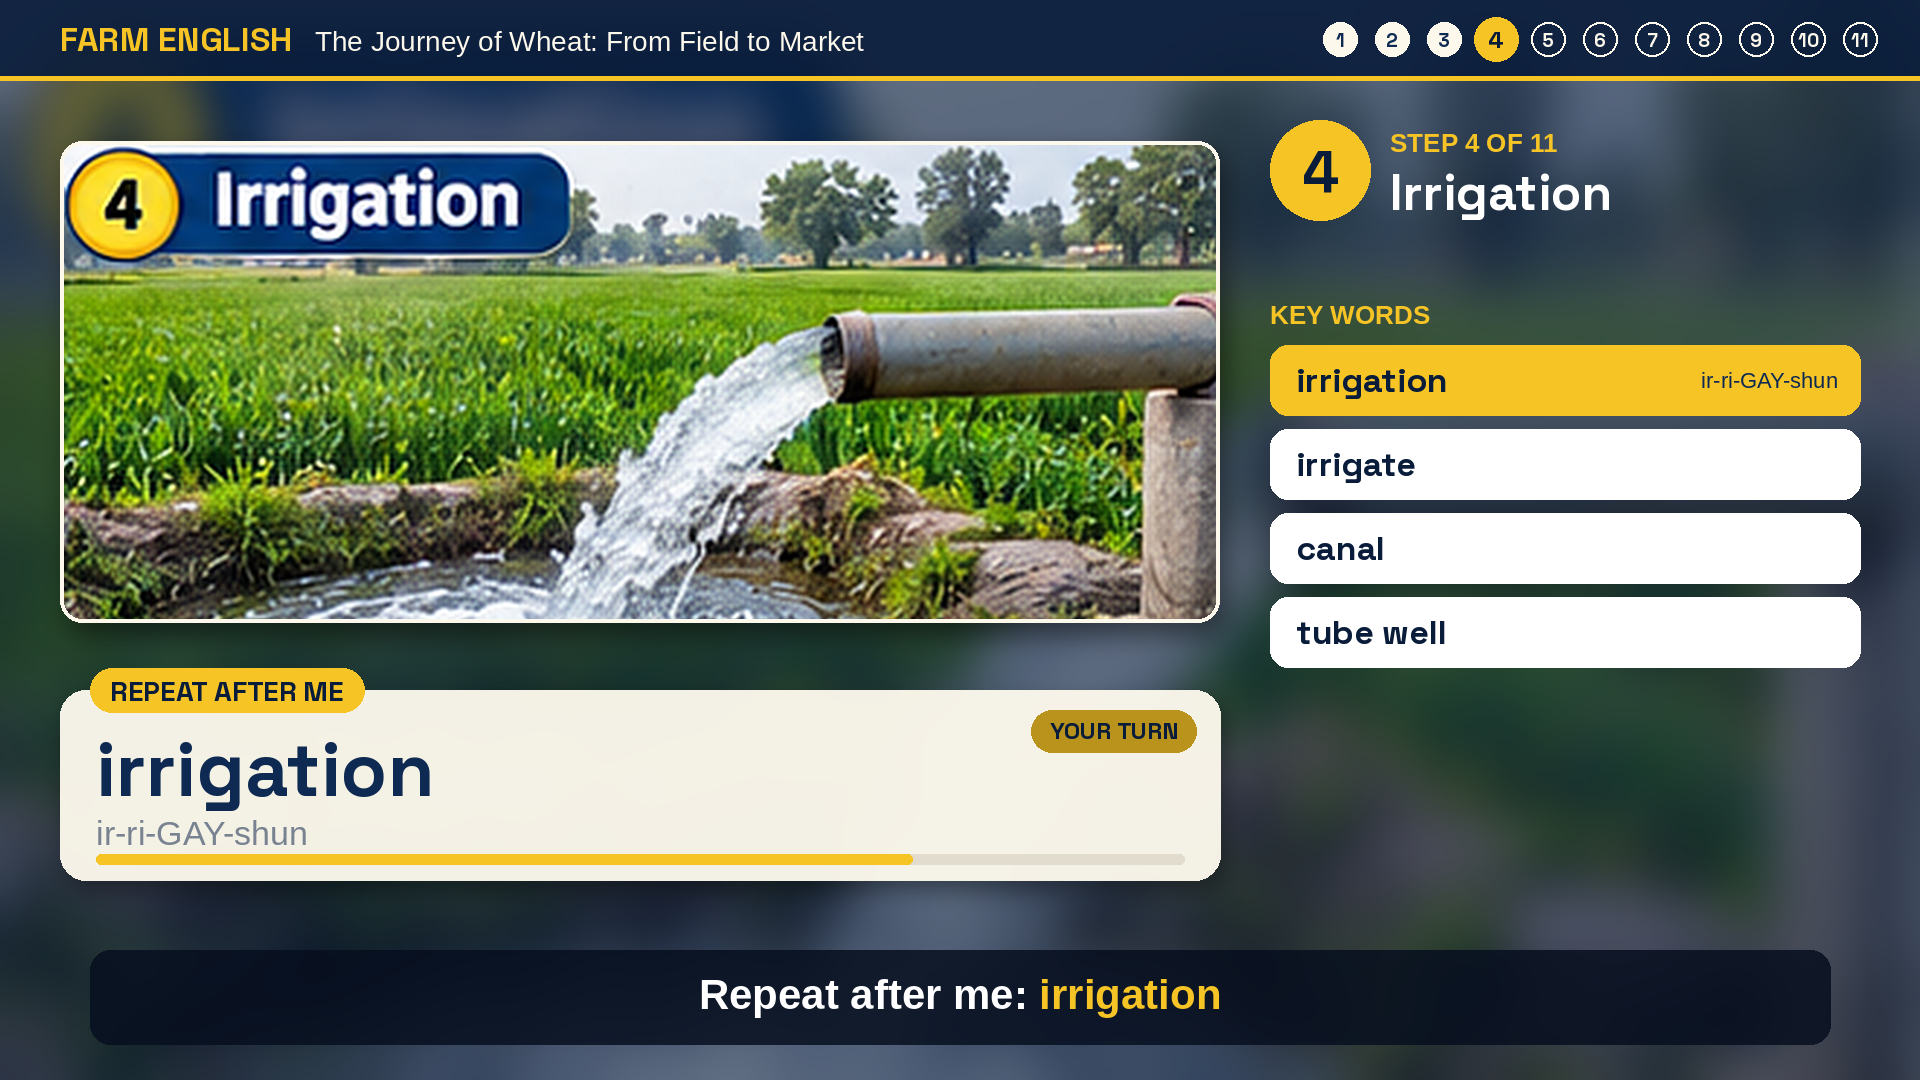 FARM ENGLISH The Journey of Wheat: From Field to Market 1 2 3 4 5 6 7 8 9 10 11
4 Irrigation
4 STEP 4 OF 11
Irrigation
KEY WORDS
irrigation ir-ri-GAY-shun
irrigate
canal
tube well
REPEAT AFTER ME
YOUR TURN
irrigation
ir-ri-GAY-shun
Repeat after me: irrigation